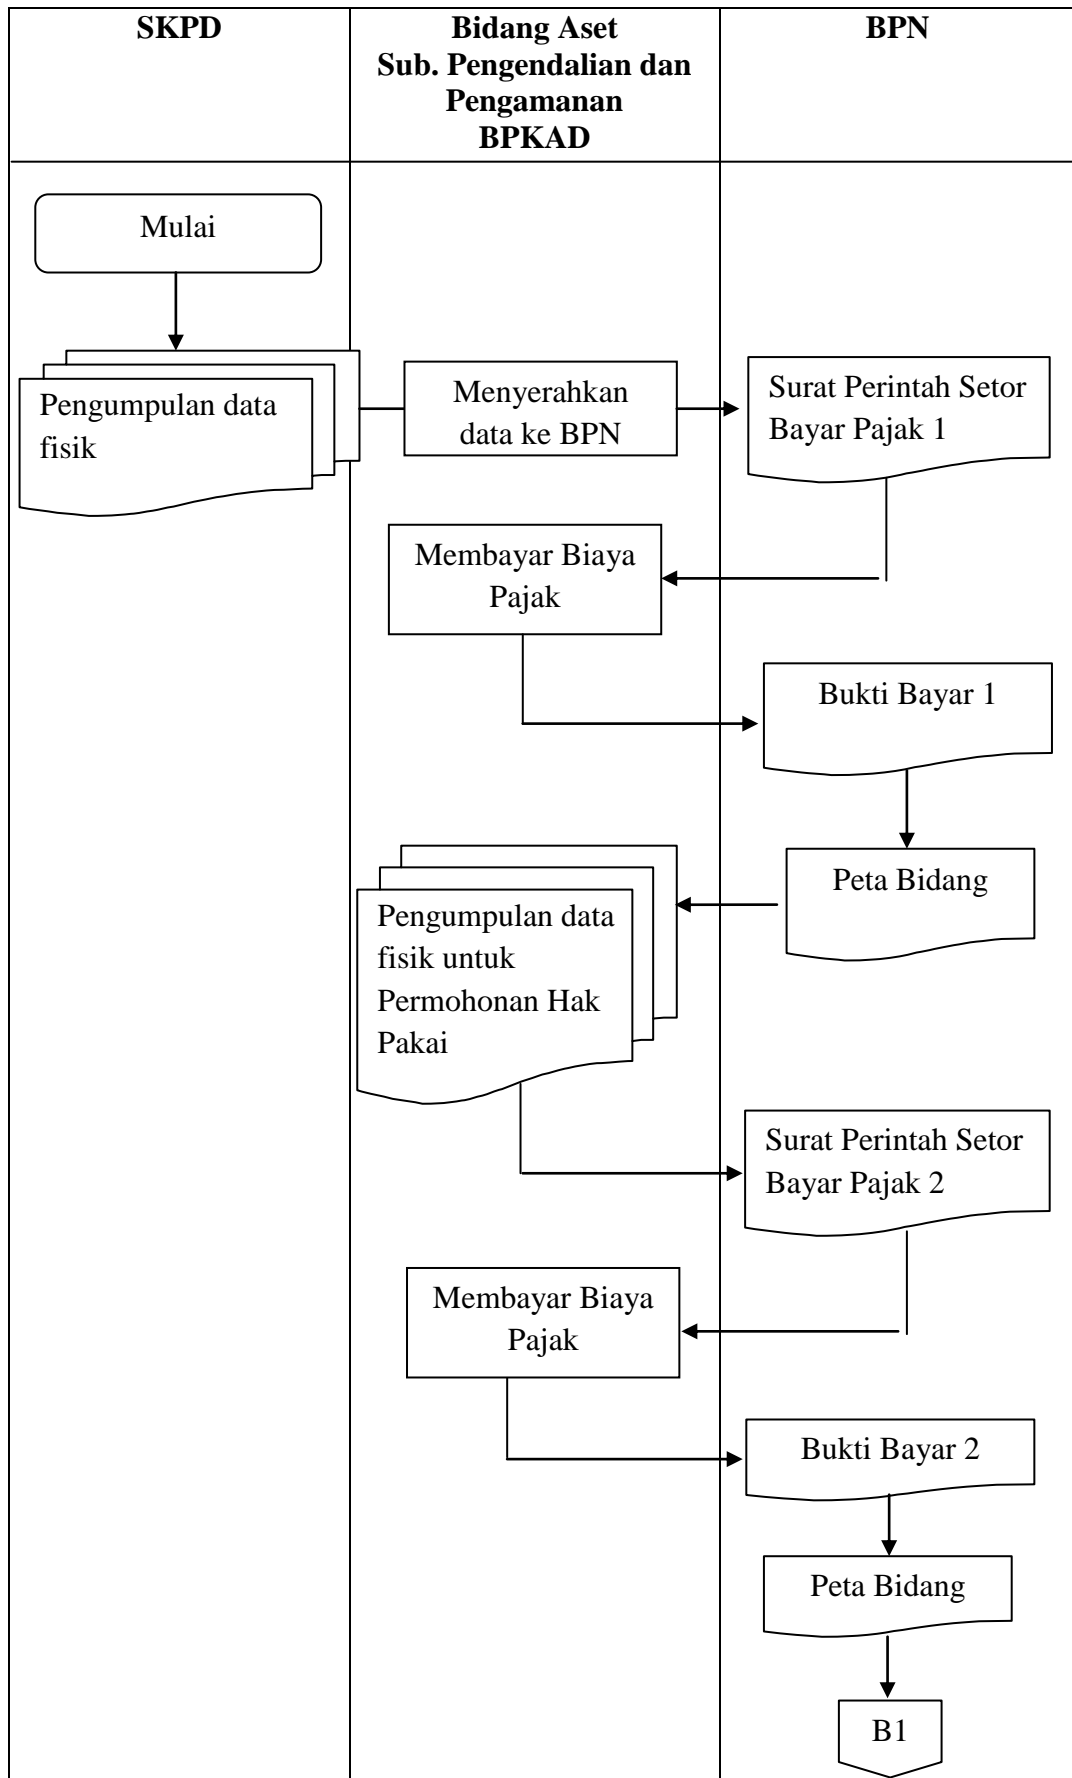 SKPD
Bidang Aset
Sub. Pengendalian dan
Pengamanan
BPKAD
BPN
Mulai
Pengumpulan data
fisik
Menyerahkan
data ke BPN
Surat Perintah Setor
Bayar Pajak 1
Membayar Biaya
Pajak
Bukti Bayar 1
Peta Bidang
Pengumpulan data
fisik untuk
Permohonan Hak
Pakai
Surat Perintah Setor
Bayar Pajak 2
Membayar Biaya
Pajak
Bukti Bayar 2
Peta Bidang
B1